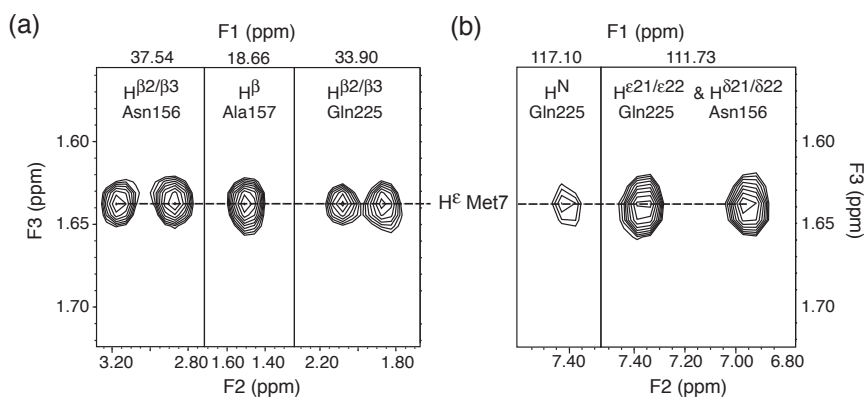 (a)
F1 (ppm)
37.54 18.66 33.90
Hβ2/β3 Hβ Hβ2/β3
Asn156 Ala157 Gln225
1.60
1.65
1.70
F3 (ppm)
3.20 2.80 1.60 1.40 2.20 1.80
F2 (ppm)
Hε Met7
(b)
F1 (ppm)
117.10 111.73
HN Hε21/ε22 & Hδ21/δ22
Gln225 Gln225 Asn156
1.60
1.65
1.70
F3 (ppm)
7.40 7.40 7.20 7.00 6.80
F2 (ppm)